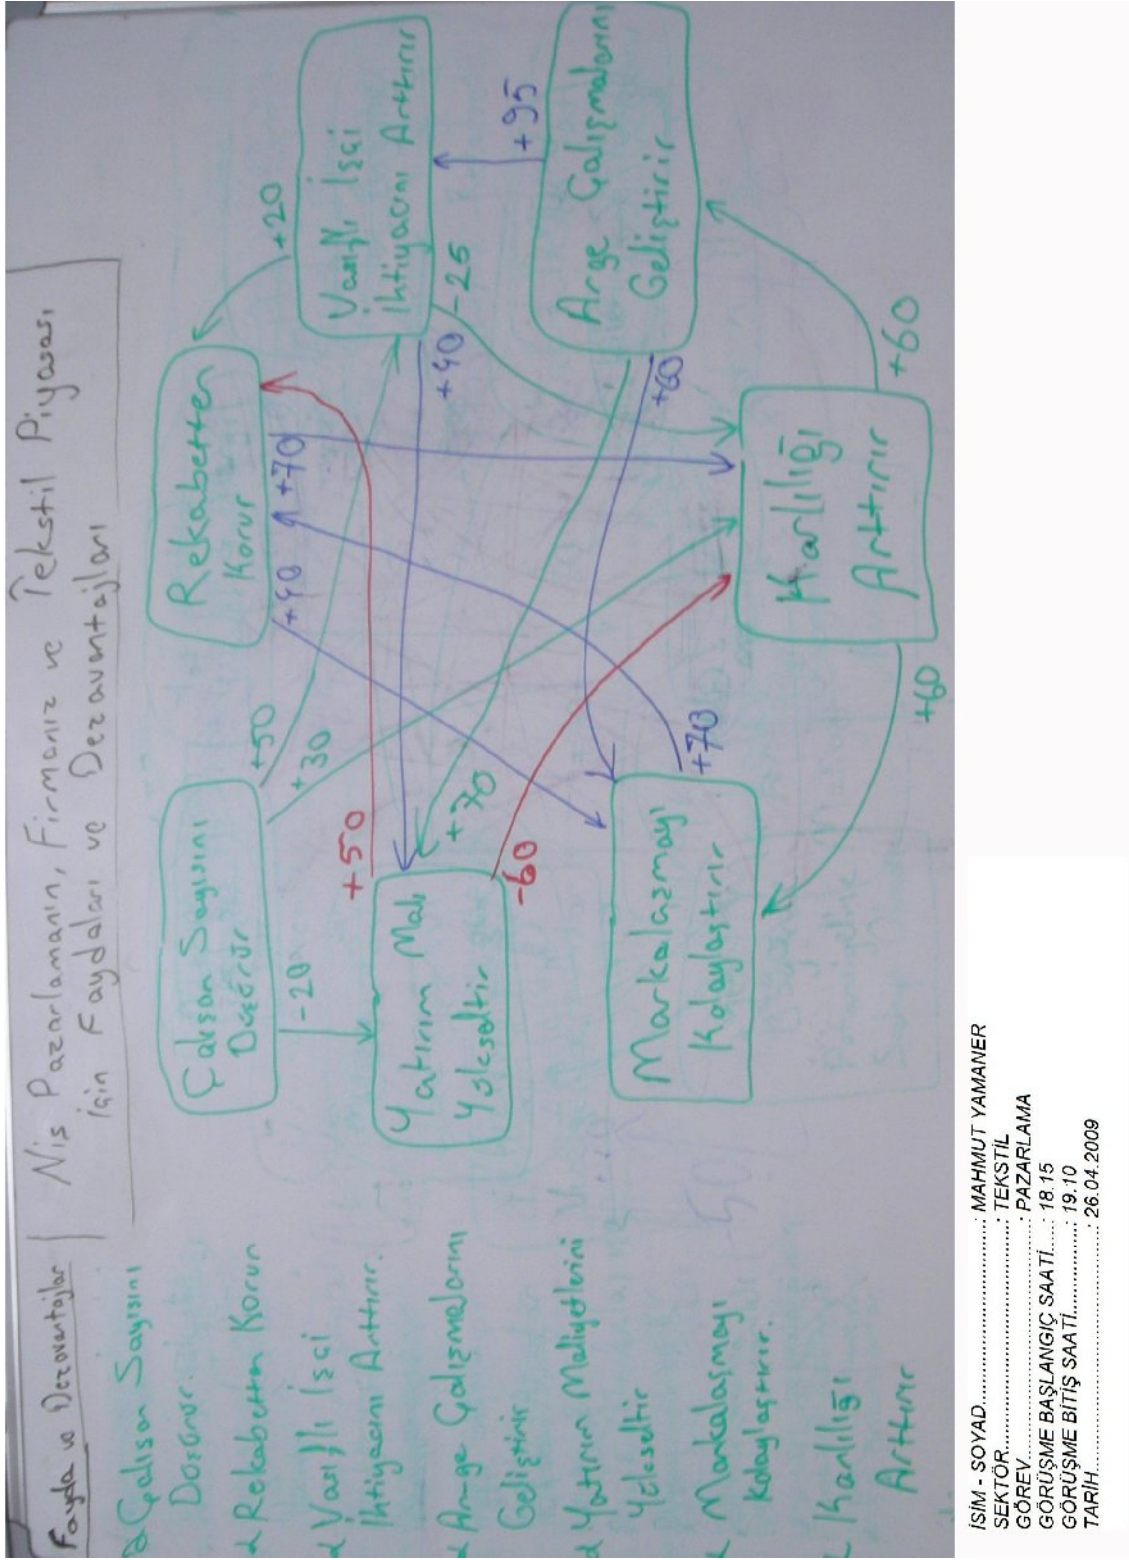 Fayda ve Dezavantajlar
Niş Pazarlamanın, Firmanız ve Tekstil Piyasası
için Faydaları ve Dezavantajları
Çalışan Sayısını
Düşürür.
Rekabetten Korur
Vasıflı İşçi
İhtiyacını Arttırır.
Ar-ge Çalışmalarını
Geliştirir
Yatırım Maliyetlerini
Yükseltir
Markalaşmayı
Kolaylaştırır.
Karlılığı
Arttırır
Çalışan Sayısını
Düşürür
-20
+50
+30
Rekabetten
Korur
+40
+70
+20
Vasıflı İşçi
İhtiyacını Arttırır
+40
-25
+95
Yatırım Mal.
Yükseltir
+50
+70
-60
Arge Çalışmalarını
Geliştirir
+60
Markalaşmayı
Kolaylaştırır
+70
Karlılığı
Arttırır
+60
+60
İSİM - SOYAD: MAHMUT YAMANER
SEKTÖR: TEKSTİL
GÖREV: PAZARLAMA
GÖRÜŞME BAŞLANGIÇ SAATİ: 18.15
GÖRÜŞME BİTİŞ SAATİ: 19.10
TARİH: 26.04.2009